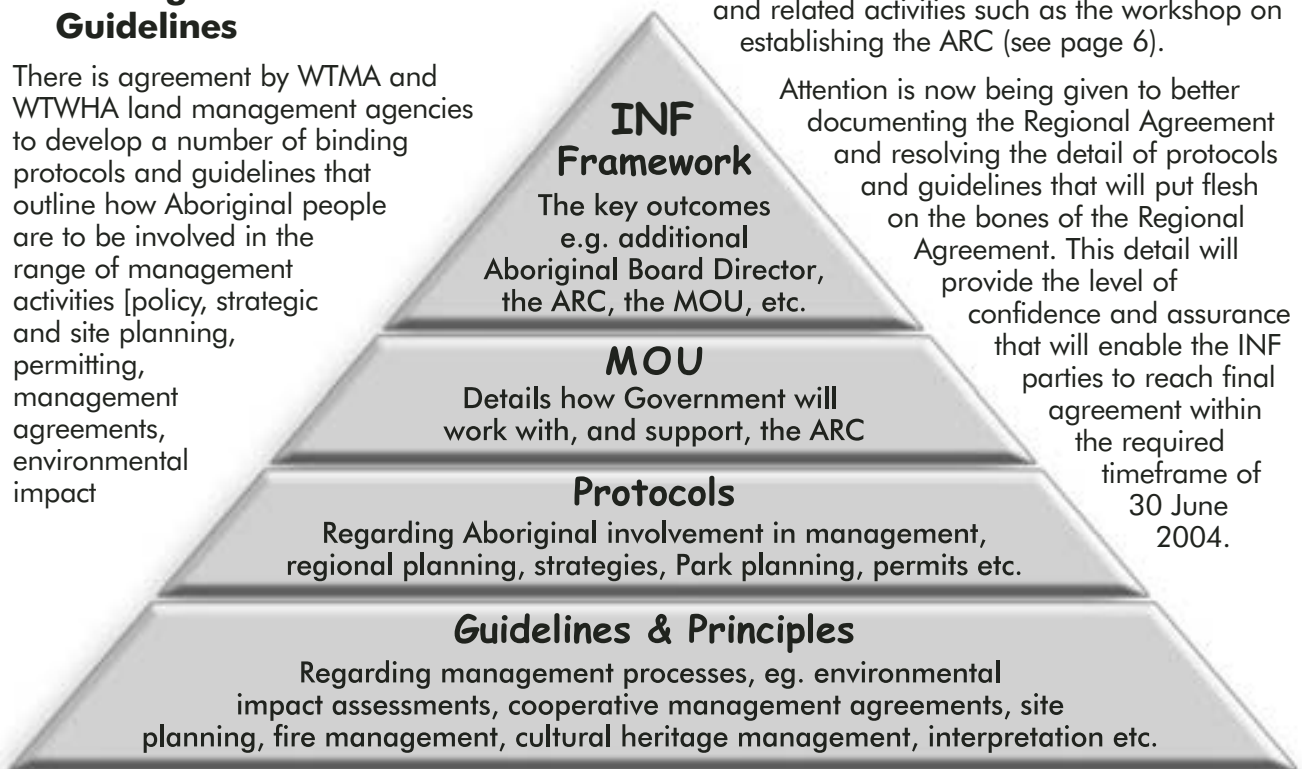 Guidelines
There is agreement by WTMA and
WTWHA land management agencies
to develop a number of binding
protocols and guidelines that
outline how Aboriginal people
are to be involved in the
range of management
activities [policy, strategic
and site planning,
permitting,
management
agreements,
environmental
impact
INF
Framework
The key outcomes
e.g. additional
Aboriginal Board Director,
the ARC, the MOU, etc.
MOU
Details how Government will
work with, and support, the ARC
Protocols
Regarding Aboriginal involvement in management,
regional planning, strategies, Park planning, permits etc.
Guidelines & Principles
Regarding management processes, eg. environmental
impact assessments, cooperative management agreements, site
planning, fire management, cultural heritage management, interpretation etc.
and related activities such as the workshop on
establishing the ARC (see page 6).
Attention is now being given to better
documenting the Regional Agreement
and resolving the detail of protocols
and guidelines that will put flesh
on the bones of the Regional
Agreement. This detail will
provide the level of
confidence and assurance
that will enable the INF
parties to reach final
agreement within
the required
timeframe of
30 June
2004.